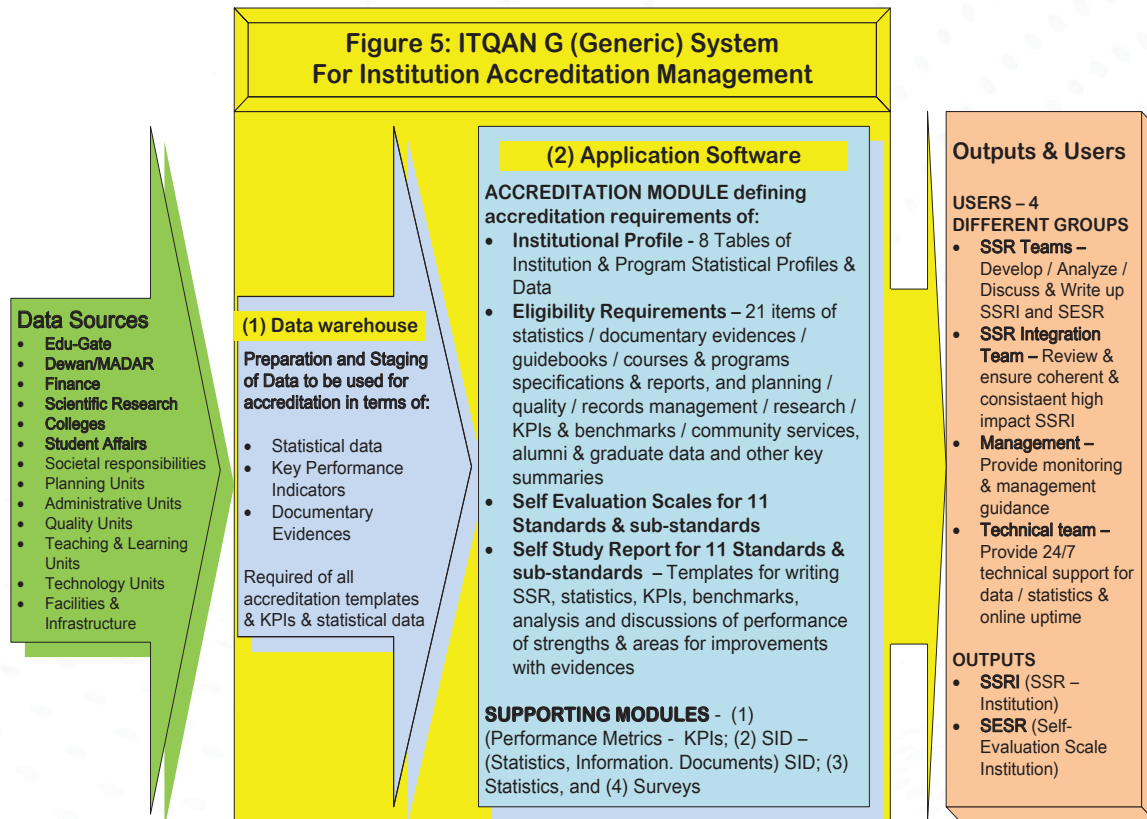 Figure 5: ITQAN G (Generic) System
For Institution Accreditation Management
Data Sources
• Edu-Gate
• Dewan/MADAR
• Finance
• Scientific Research
• Colleges
• Student Affairs
• Societal responsibilities
• Planning Units
• Administrative Units
• Quality Units
• Teaching & Learning
Units
• Technology Units
• Facilities &
Infrastructure
(1) Data warehouse
Preparation and Staging
of Data to be used for
accreditation in terms of:
• Statistical data
• Key Performance
Indicators
• Documentary
Evidences
Required of all
accreditation templates
& KPIs & statistical data
(2) Application Software
ACCREDITATION MODULE defining
accreditation requirements of:
• Institutional Profile - 8 Tables of
Institution & Program Statistical Profiles &
Data
• Eligibility Requirements – 21 items of
statistics / documentary evidences /
guidebooks / courses & programs
specifications & reports, and planning /
quality / records management / research /
KPIs & benchmarks / community services,
alumni & graduate data and other key
summaries
• Self Evaluation Scales for 11
Standards & sub-standards
• Self Study Report for 11 Standards &
sub-standards – Templates for writing
SSR, statistics, KPIs, benchmarks,
analysis and discussions of performance
of strengths & areas for improvements
with evidences
SUPPORTING MODULES - (1)
(Performance Metrics - KPIs; (2) SID –
(Statistics, Information. Documents) SID; (3)
Statistics, and (4) Surveys
Outputs & Users
USERS – 4
DIFFERENT GROUPS
• SSR Teams –
Develop / Analyze /
Discuss & Write up
SSRI and SESR
• SSR Integration
Team – Review &
ensure coherent &
consistaent high
impact SSRI
• Management –
Provide monitoring
& management
guidance
• Technical team –
Provide 24/7
technical support for
data / statistics &
online uptime
OUTPUTS
• SSRI (SSR –
Institution)
• SESR (Self-
Evaluation Scale
Institution)